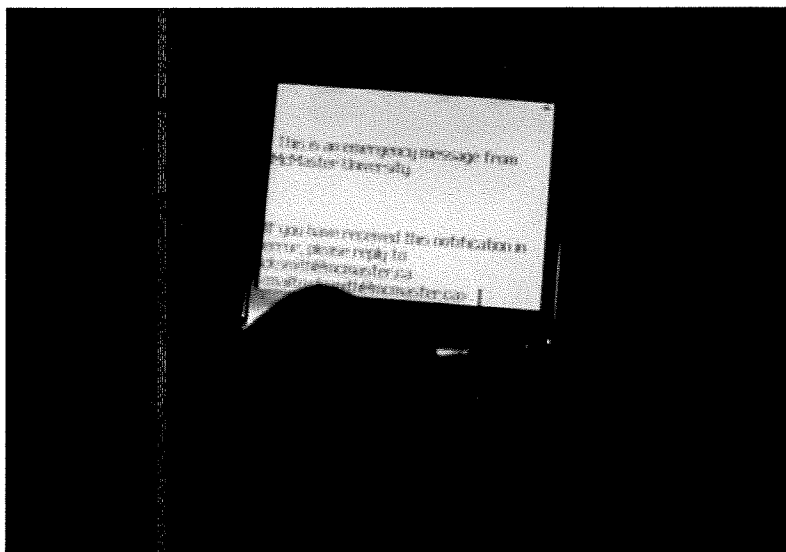 This is an emergency message from
McMaster University
If you have received this notification in
error, please reply to